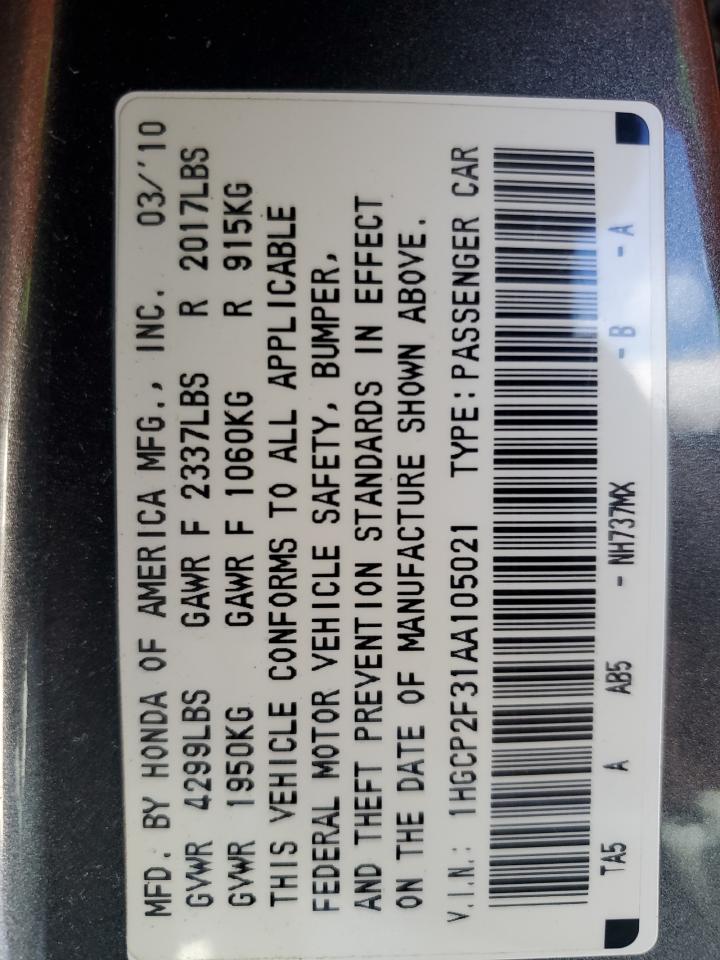 MFD. BY HONDA OF AMERICA MFG., INC. 03/'10
GVWR 4299LBS GAWR F 2337LBS R 2017LBS
GVWR 1950KG GAWR F 1060KG R 915KG
THIS VEHICLE CONFORMS TO ALL APPLICABLE
FEDERAL MOTOR VEHICLE SAFETY, BUMPER,
AND THEFT PREVENTION STANDARDS IN EFFECT
ON THE DATE OF MANUFACTURE SHOWN ABOVE.
V.I.N.: 1HGCP2F31AA105021 TYPE: PASSENGER CAR
TA5 A AB5 - NH737MX - B - A